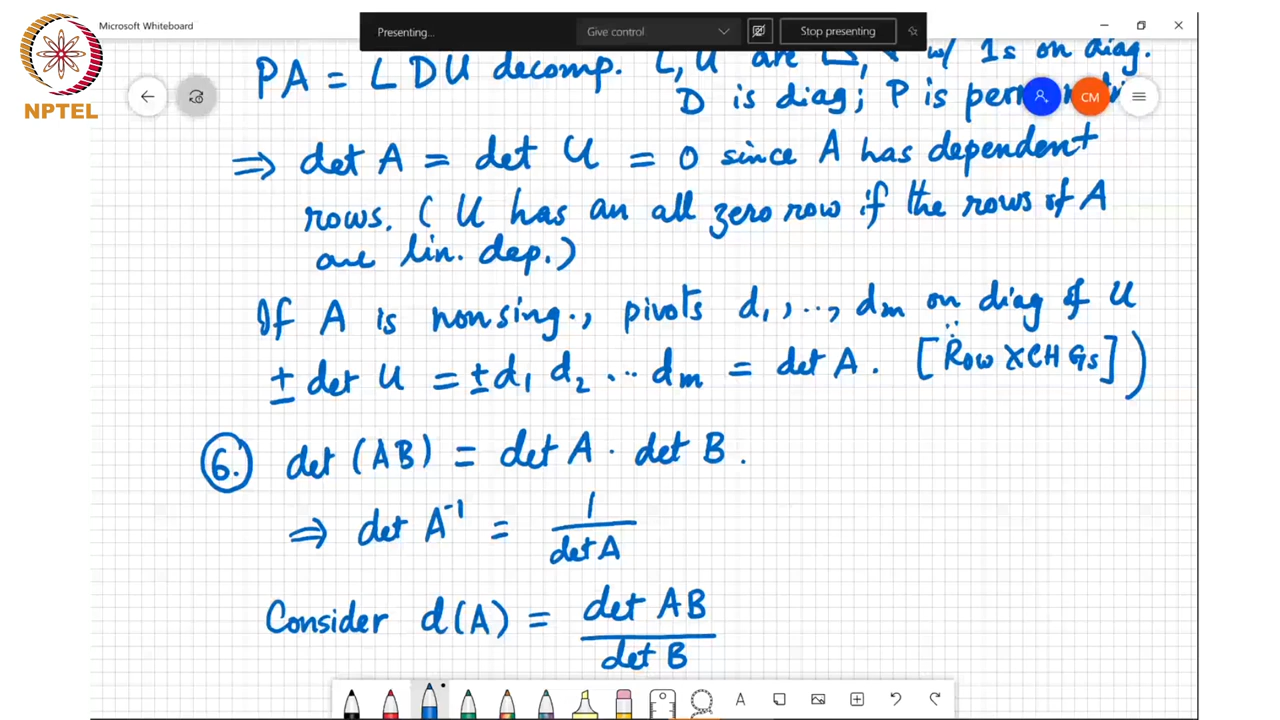 Microsoft Whiteboard
Presenting...
Give control
Stop presenting
NPTEL
CM
PA = LDU decomp. L, U are w/ 1s on diag.
D is diag; P is
⇒ det A = det U = 0 since A has dependent
rows. ( U has an all zero row if the rows of A
are lin. dep.)
If A is nonsing., pivots d₁, .., dₘ on diag of U
± det U = ± d₁ d₂ ... dₘ = det A. [Row XCHGs] )
6. det (AB) = det A · det B.
⇒ det A⁻¹ = 1 / det A
Consider d(A) = det AB / det B
A